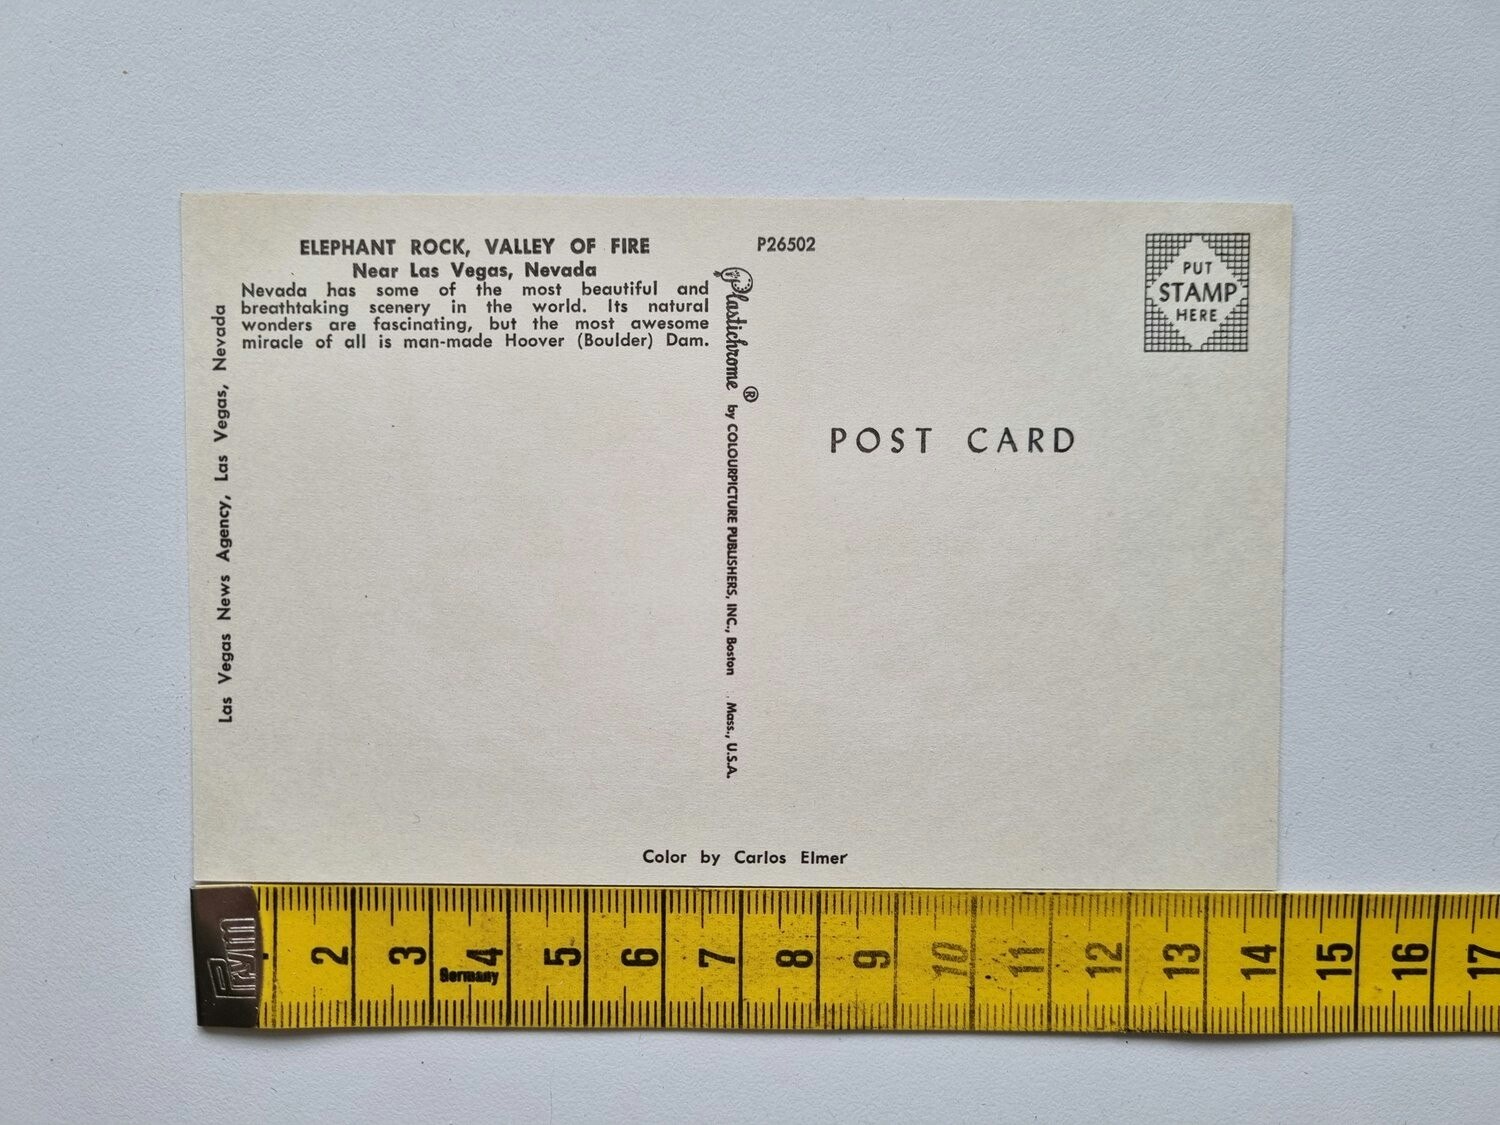 ELEPHANT ROCK, VALLEY OF FIRE
Near Las Vegas, Nevada
Nevada has some of the most beautiful and
breathtaking scenery in the world. Its natural
wonders are fascinating, but the most awesome
miracle of all is man-made Hoover (Boulder) Dam.
Las Vegas News Agency, Las Vegas, Nevada
Plastichrome ® by COLOURPICTURE PUBLISHERS, INC., Boston Mass., U.S.A.
P26502
PUT
STAMP
HERE
POST CARD
Color by Carlos Elmer
Prym 2 3 4 5 6 7 8 9 10 11 12 13 14 15 16 17
Germany